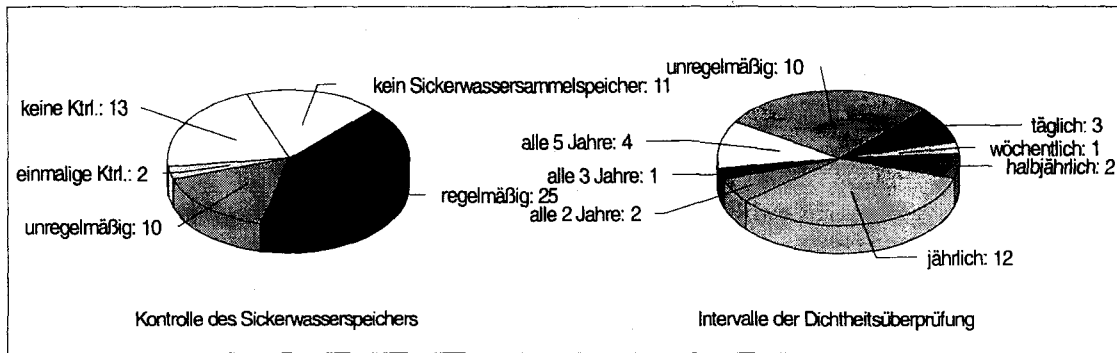 kein Sickerwassersammelspeicher: 11
keine Ktrl.: 13
einmalige Ktrl.: 2
regelmäßig: 25
unregelmäßig: 10
Kontrolle des Sickerwasserspeichers
unregelmäßig: 10
täglich: 3
alle 5 Jahre: 4
wöchentlich: 1
halbjährlich: 2
alle 3 Jahre: 1
alle 2 Jahre: 2
jährlich: 12
Intervalle der Dichtheitsüberprüfung